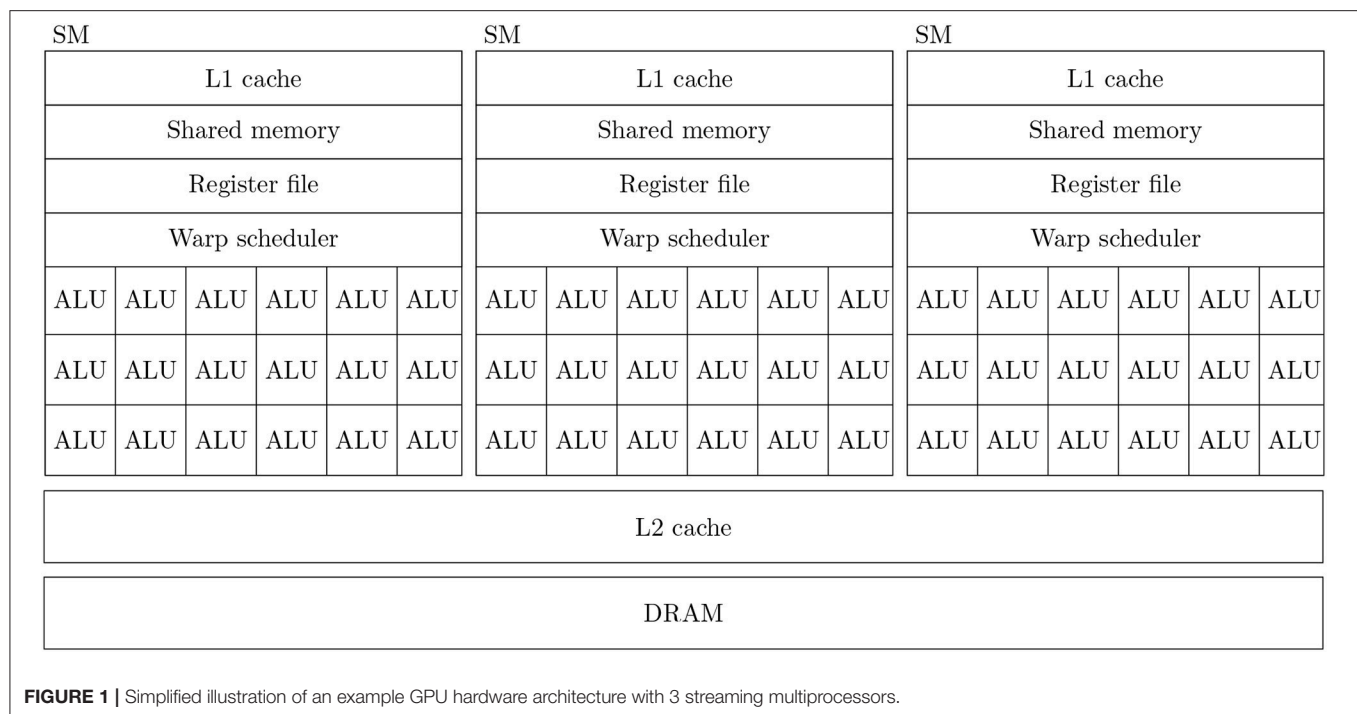 SM SM SM
L1 cache L1 cache L1 cache
Shared memory Shared memory Shared memory
Register file Register file Register file
Warp scheduler Warp scheduler Warp scheduler
ALU ALU ALU ALU ALU ALU ALU ALU ALU ALU ALU ALU ALU ALU ALU ALU ALU ALU
ALU ALU ALU ALU ALU ALU ALU ALU ALU ALU ALU ALU ALU ALU ALU ALU ALU ALU
ALU ALU ALU ALU ALU ALU ALU ALU ALU ALU ALU ALU ALU ALU ALU ALU ALU ALU
L2 cache
DRAM
FIGURE 1 | Simplified illustration of an example GPU hardware architecture with 3 streaming multiprocessors.